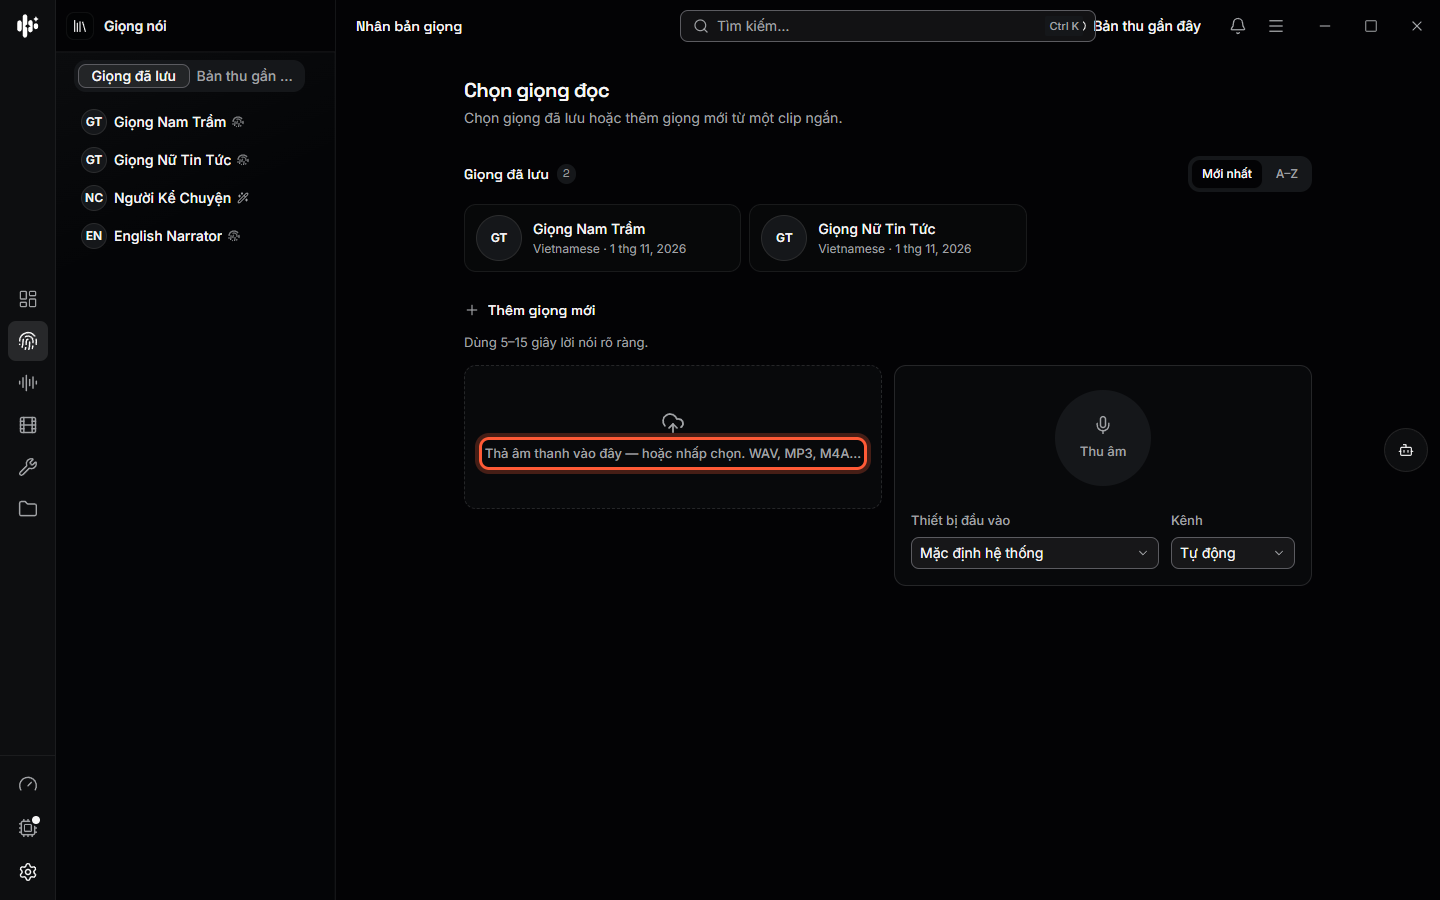 Giọng nói
Nhân bản giọng
Tìm kiếm...
Ctrl K
Bản thu gần đây
Giọng đã lưu
Bản thu gần ...
GT Giọng Nam Trầm
GT Giọng Nữ Tin Tức
NC Người Kể Chuyện
EN English Narrator
Chọn giọng đọc
Chọn giọng đã lưu hoặc thêm giọng mới từ một clip ngắn.
Giọng đã lưu 2
Mới nhất
A–Z
GT
Giọng Nam Trầm
Vietnamese · 1 thg 11, 2026
GT
Giọng Nữ Tin Tức
Vietnamese · 1 thg 11, 2026
Thêm giọng mới
Dùng 5–15 giây lời nói rõ ràng.
Thả âm thanh vào đây — hoặc nhấp chọn. WAV, MP3, M4A...
Thu âm
Thiết bị đầu vào
Kênh
Mặc định hệ thống
Tự động